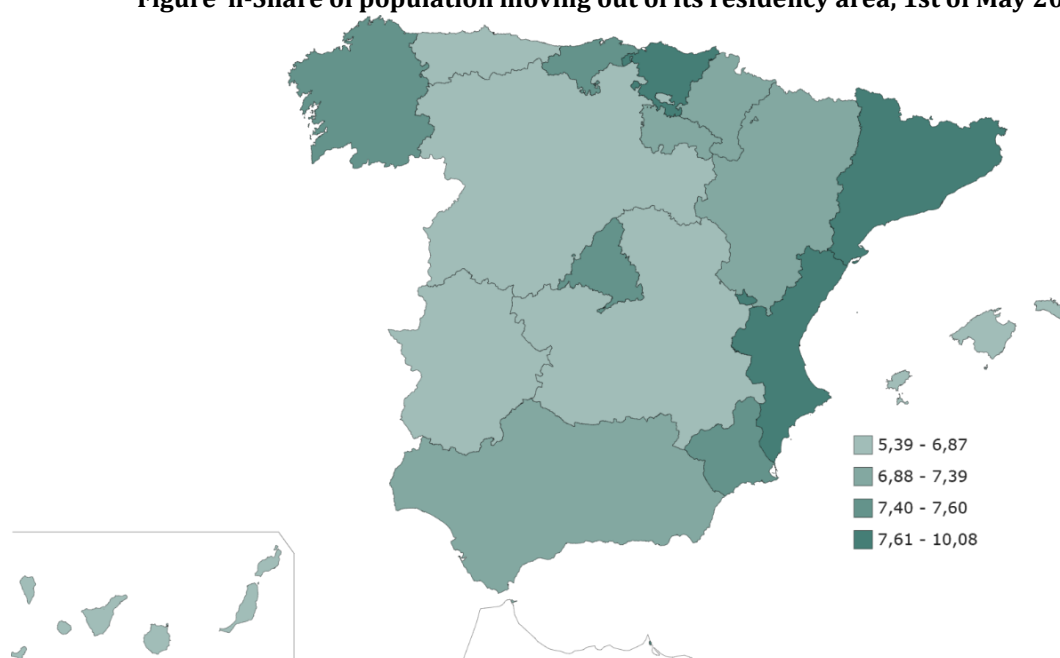 Figure -Share of population moving out of its residency area, 1st of May 20
5,39 - 6,87
6,88 - 7,39
7,40 - 7,60
7,61 - 10,08